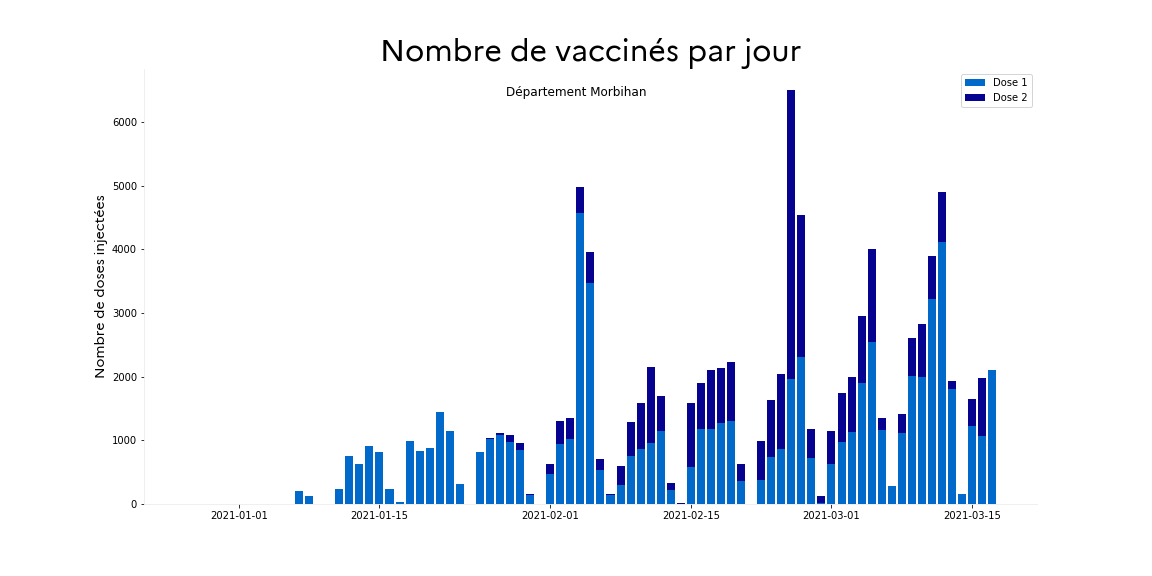 Nombre de vaccinés par jour
Département Morbihan
Dose 1
Dose 2
Nombre de doses injectées
6000
5000
4000
3000
2000
1000
0
2021-01-01
2021-01-15
2021-02-01
2021-02-15
2021-03-01
2021-03-15